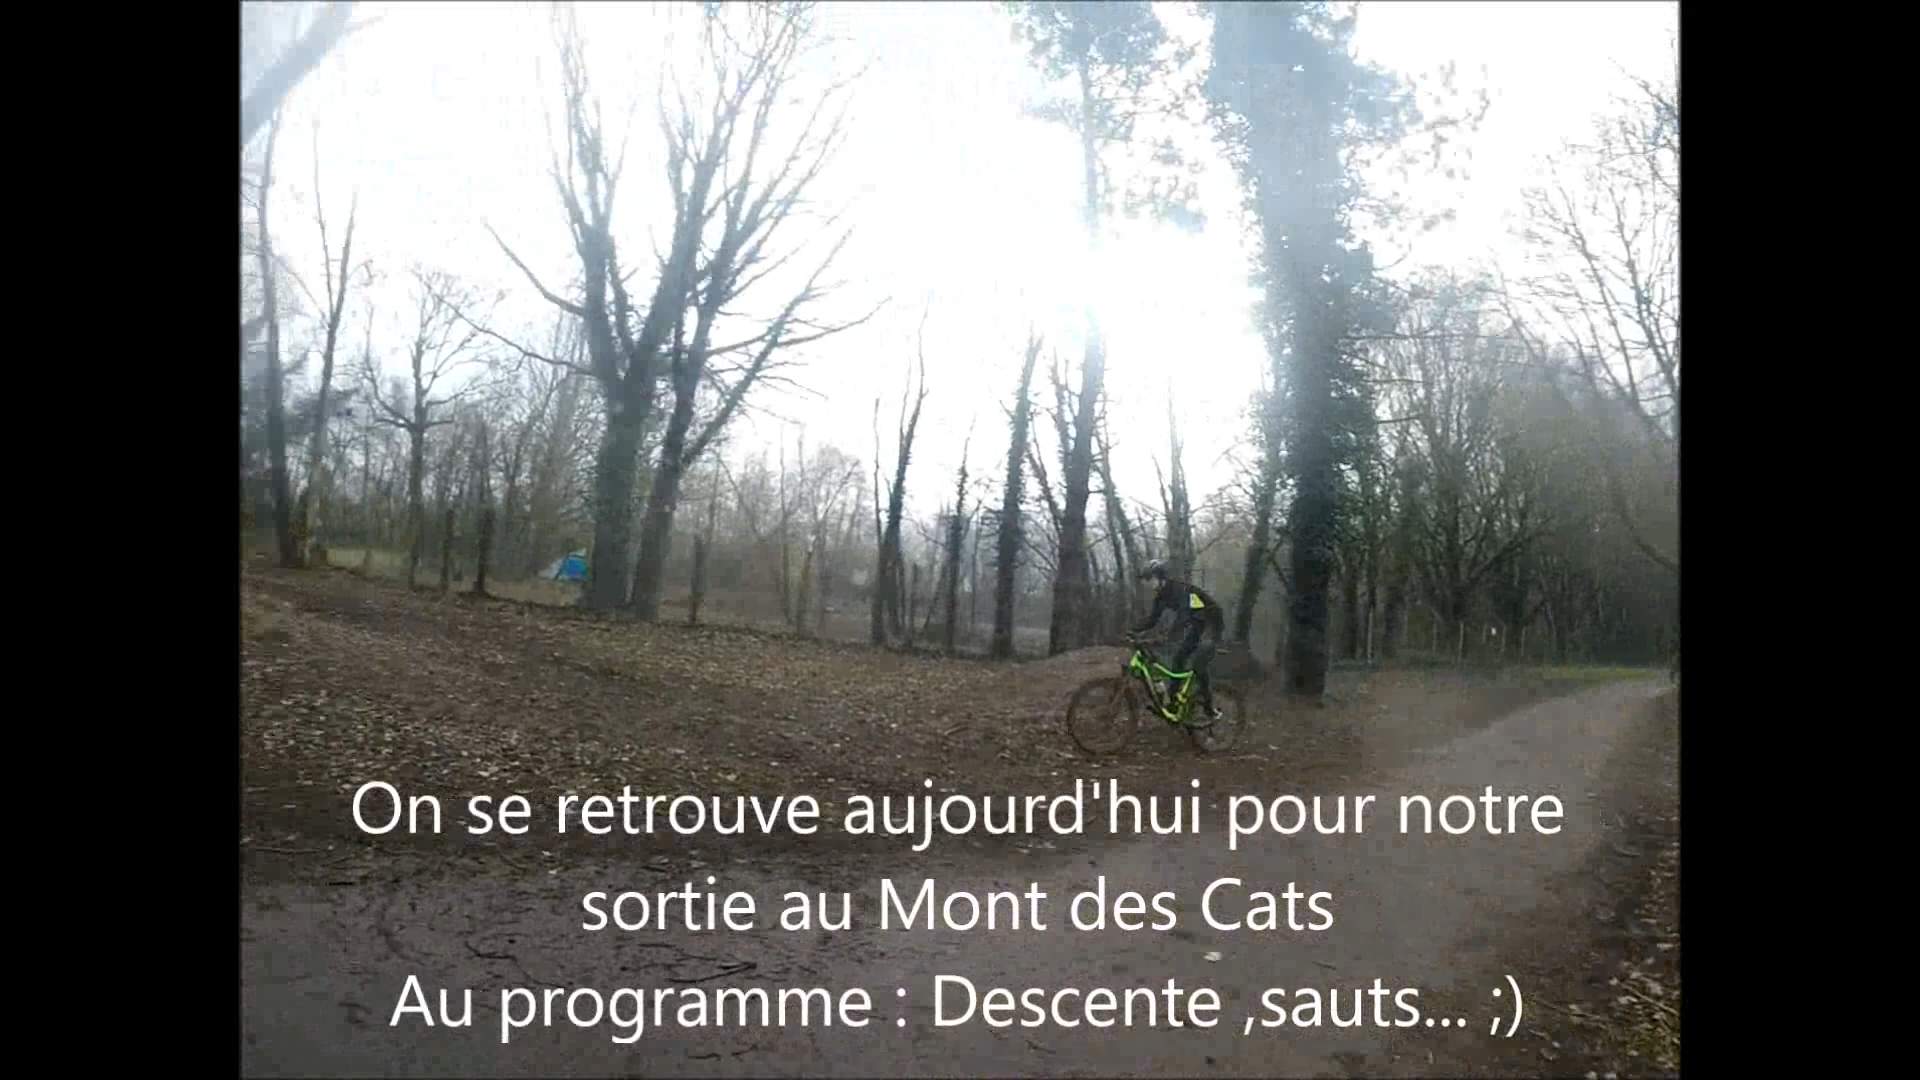 On se retrouve aujourd'hui pour notre
sortie au Mont des Cats
Au programme : Descente ,sauts... ;)